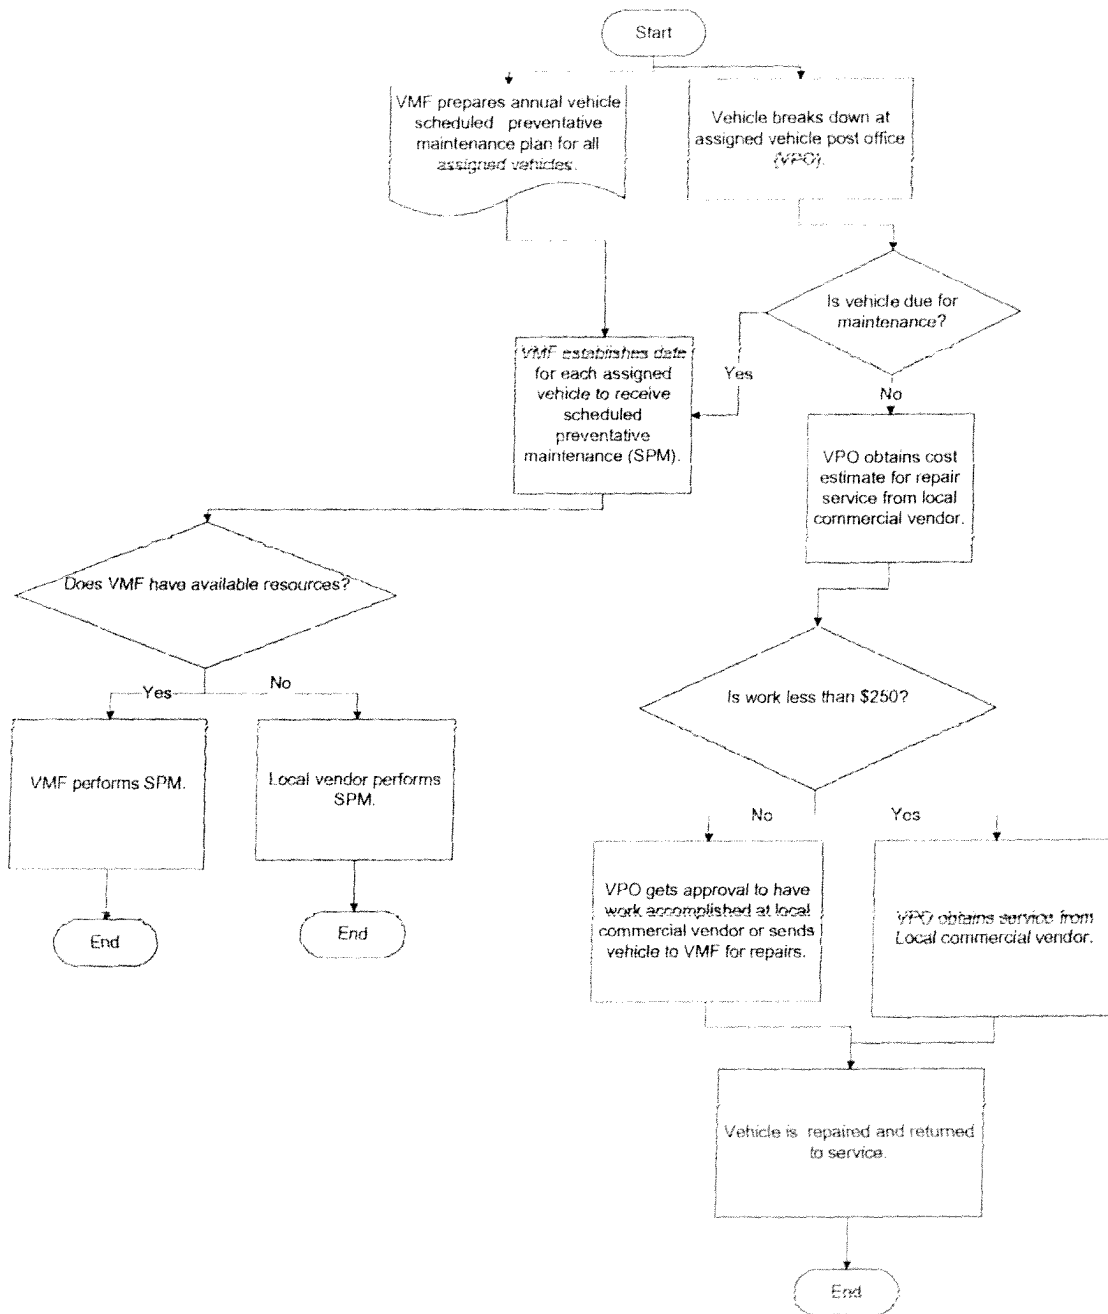 Start
VMF prepares annual vehicle
scheduled preventative
maintenance plan for all
assigned vehicles.
Vehicle breaks down at
assigned vehicle post office
(VPO).
Is vehicle due for
maintenance?
Yes
No
VMF establishes date
for each assigned
vehicle to receive
scheduled
preventative
maintenance (SPM).
VPO obtains cost
estimate for repair
service from local
commercial vendor.
Does VMF have available resources?
Yes
No
Is work less than $250?
VMF performs SPM.
Local vendor performs
SPM.
No
Yes
End
End
VPO gets approval to have
work accomplished at local
commercial vendor or sends
vehicle to VMF for repairs.
VPO obtains service from
Local commercial vendor.
Vehicle is repaired and returned
to service.
End